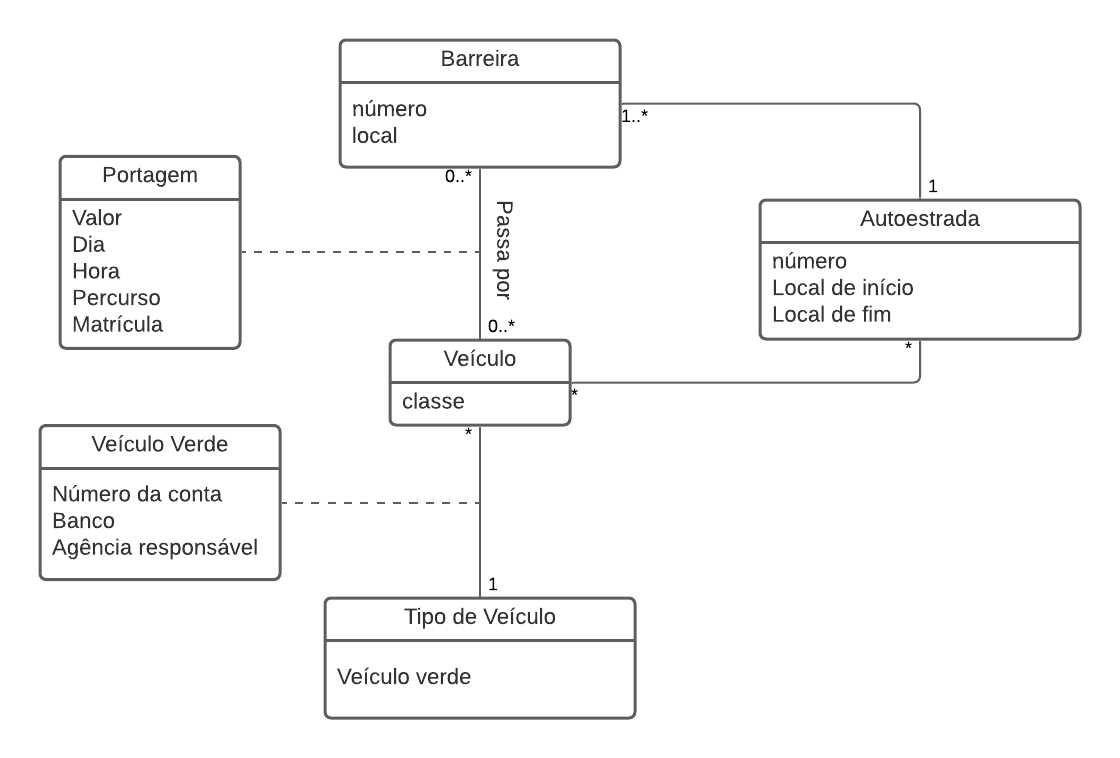 Barreira
número
local
1..*
0..*
Portagem
Valor
Dia
Hora
Percurso
Matrícula
Passa por
1
Autoestrada
número
Local de início
Local de fim
*
0..*
Veículo
classe
*
*
Veículo Verde
Número da conta
Banco
Agência responsável
1
Tipo de Veículo
Veículo verde